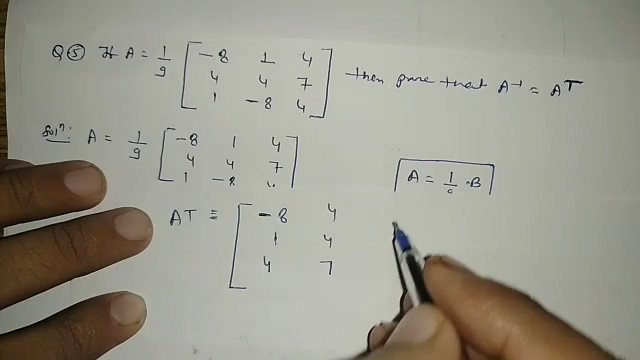 Q⑤ If A = 1/9 [ -8 1 4
4 4 7
1 -8 4 ] then prove that A⁻¹ = Aᵀ
Solⁿ: A = 1/9 [ -8 1 4
4 4 7
1 -8 4 ]
A = 1/9 · B
Aᵀ = [ -8 4
1 4
4 7